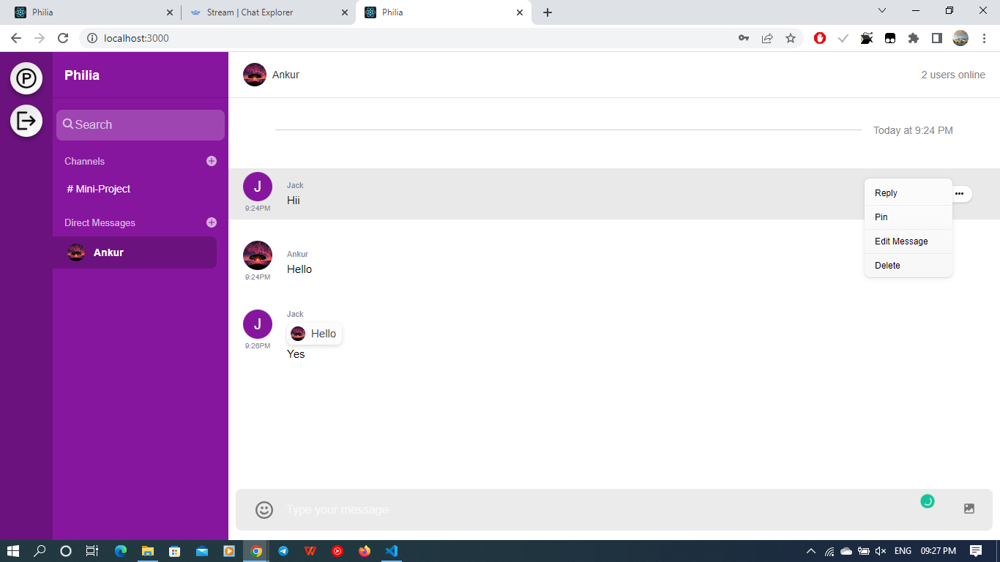 Philia
Stream | Chat Explorer
Philia
localhost:3000
P
Philia
Search
Channels
# Mini-Project
Direct Messages
Ankur
Ankur
2 users online
Today at 9:24 PM
J
Jack
Hii
9:24PM
Reply
Pin
Edit Message
Delete
Ankur
Hello
9:24PM
J
Jack
Hello
Yes
9:26PM
Type your message
ENG
09:27 PM